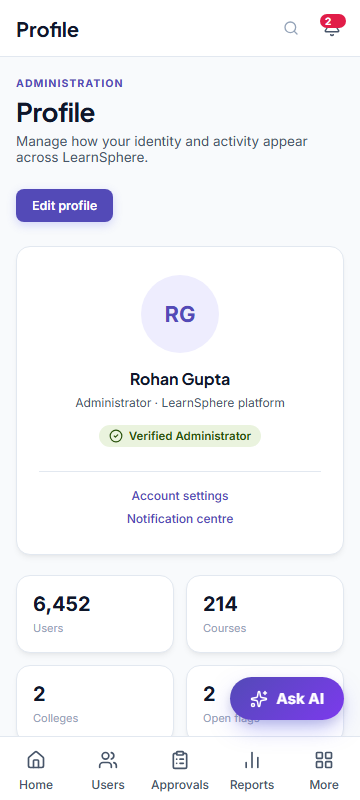 Profile
2
ADMINISTRATION
Profile
Manage how your identity and activity appear
across LearnSphere.
Edit profile
RG
Rohan Gupta
Administrator · LearnSphere platform
Verified Administrator
Account settings
Notification centre
6,452
Users
214
Courses
2
Colleges
2
Open flags
Ask AI
Home
Users
Approvals
Reports
More